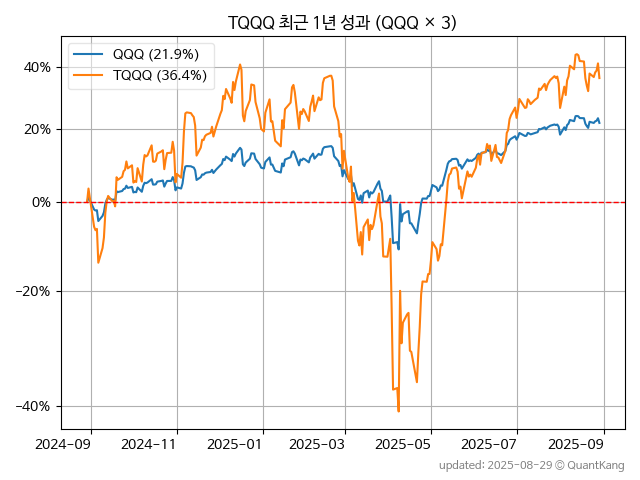 TQQQ 최근 1년 성과 (QQQ × 3)
QQQ (21.9%)
TQQQ (36.4%)
40%
20%
0%
−20%
−40%
2024-09 2024-11 2025-01 2025-03 2025-05 2025-07 2025-09
updated: 2025-08-29 © QuantKang